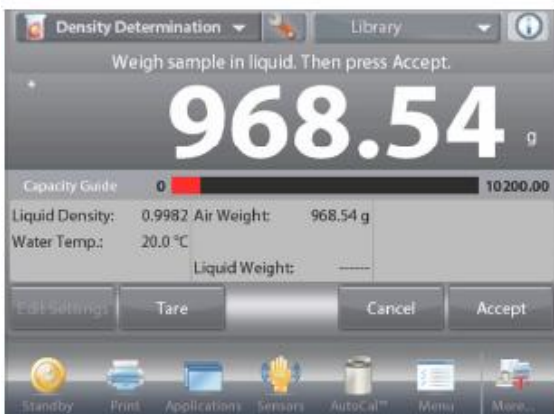 Density Determination Library
Weigh sample in liquid. Then press Accept.
968.54 g
Capacity Guide 0 10200.00
Liquid Density: 0.9982 Air Weight: 968.54 g
Water Temp.: 20.0 °C
Liquid Weight: ------
Edit Settings Tare Cancel Accept
Standby Print Applications Sensors AutoCal™ Menu More...